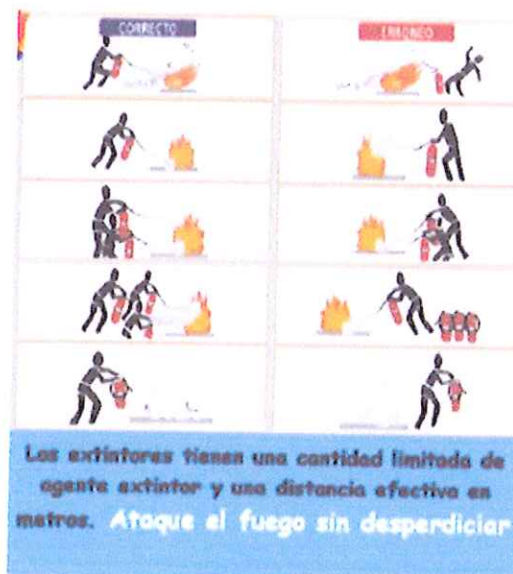 CORRECTO
ERRONEO
Los extintores tienen una cantidad limitada de
agente extintor y una distancia efectiva en
metros. Ataque el fuego sin desperdiciar